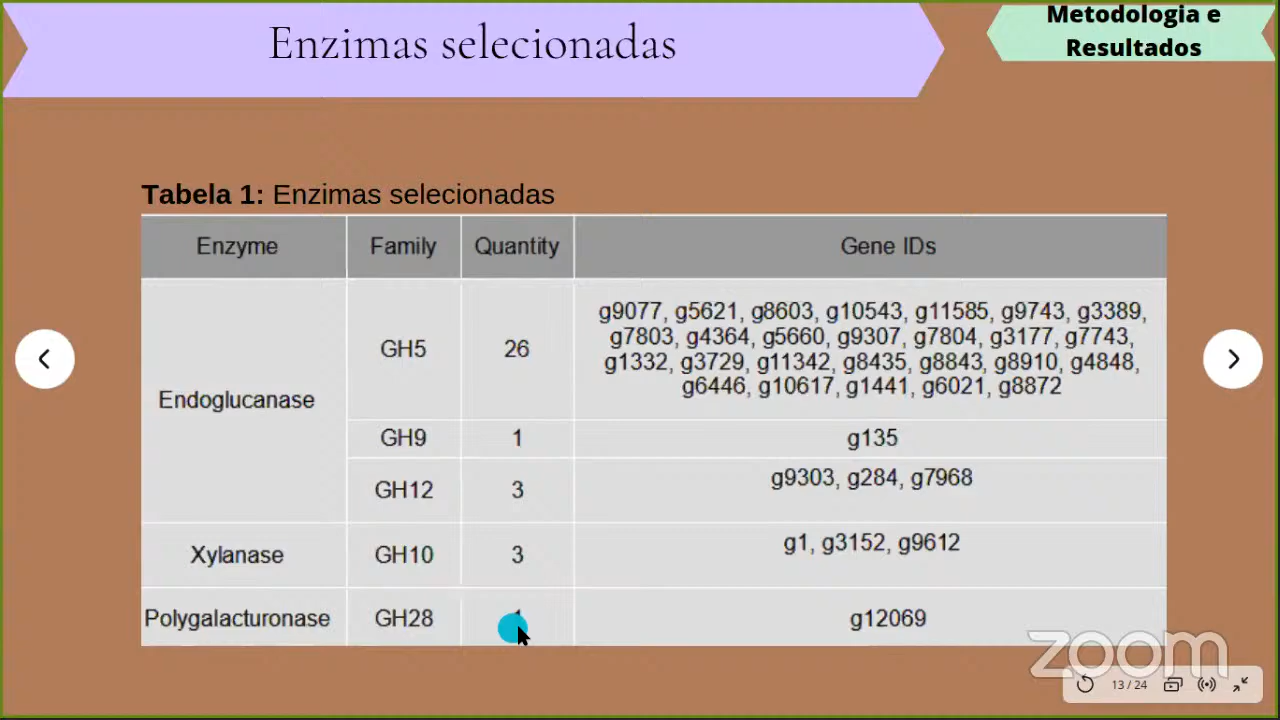 Enzimas selecionadas
Metodologia e
Resultados
Tabela 1: Enzimas selecionadas
Enzyme Family Quantity Gene IDs
Endoglucanase
GH5 26
g9077, g5621, g8603, g10543, g11585, g9743, g3389,
g7803, g4364, g5660, g9307, g7804, g3177, g7743,
g1332, g3729, g11342, g8435, g8843, g8910, g4848,
g6446, g10617, g1441, g6021, g8872
GH9 1 g135
GH12 3 g9303, g284, g7968
Xylanase GH10 3 g1, g3152, g9612
Polygalacturonase GH28 g12069
zoom
13 / 24